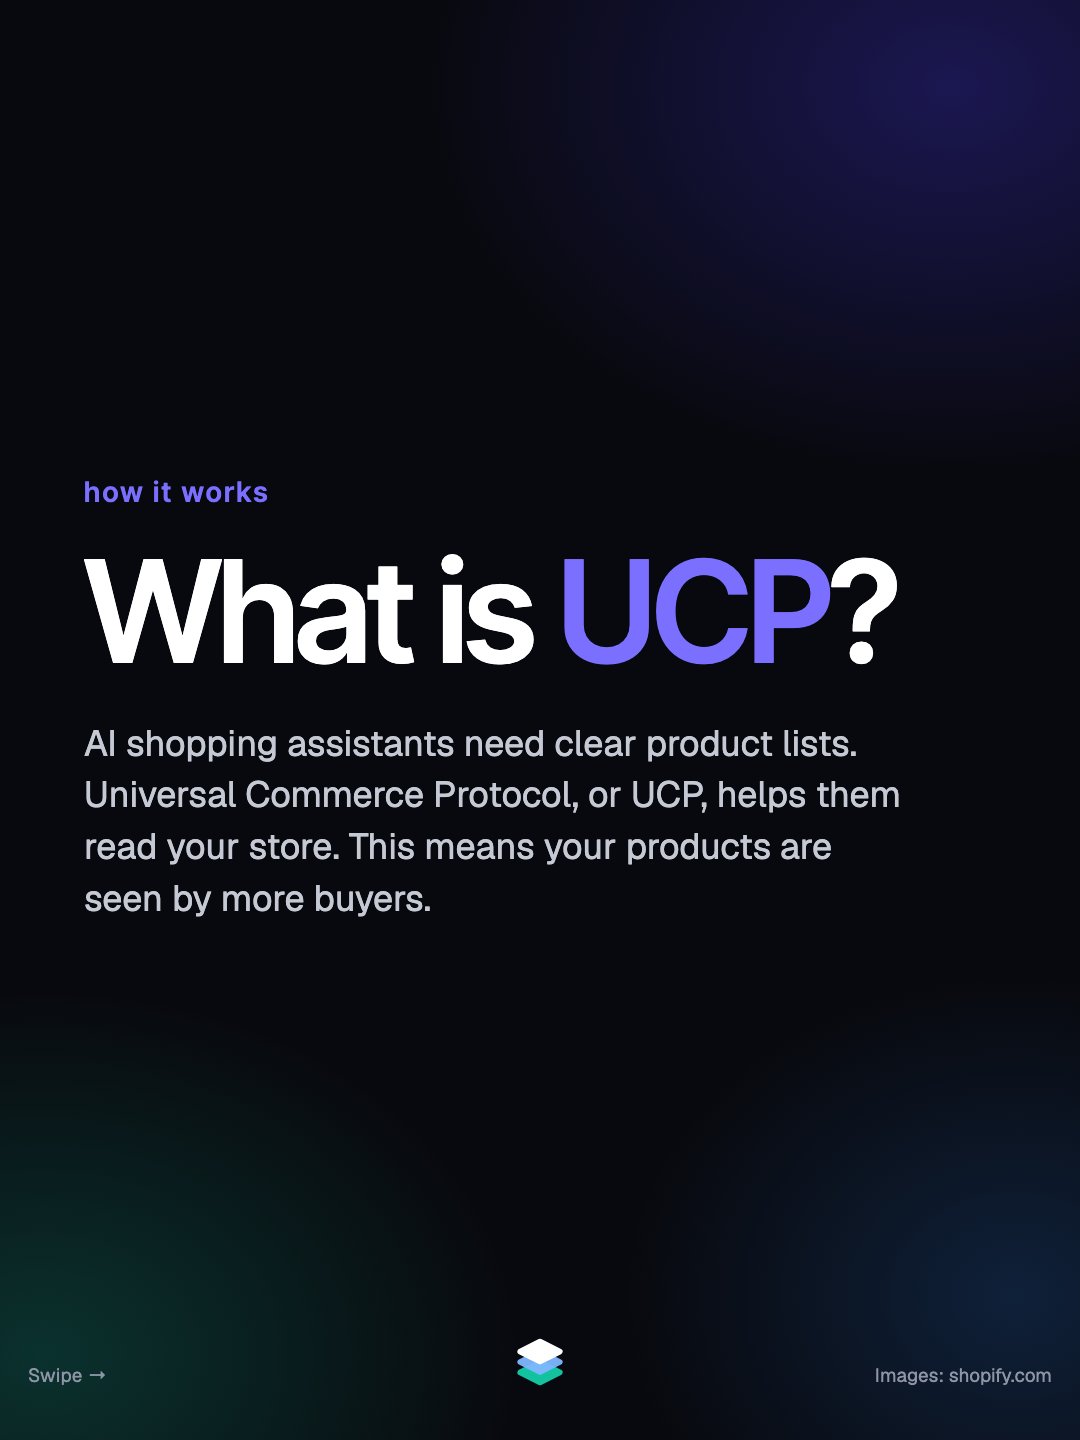 how it works
What is UCP?
AI shopping assistants need clear product lists.
Universal Commerce Protocol, or UCP, helps them
read your store. This means your products are
seen by more buyers.
Swipe →
Images: shopify.com